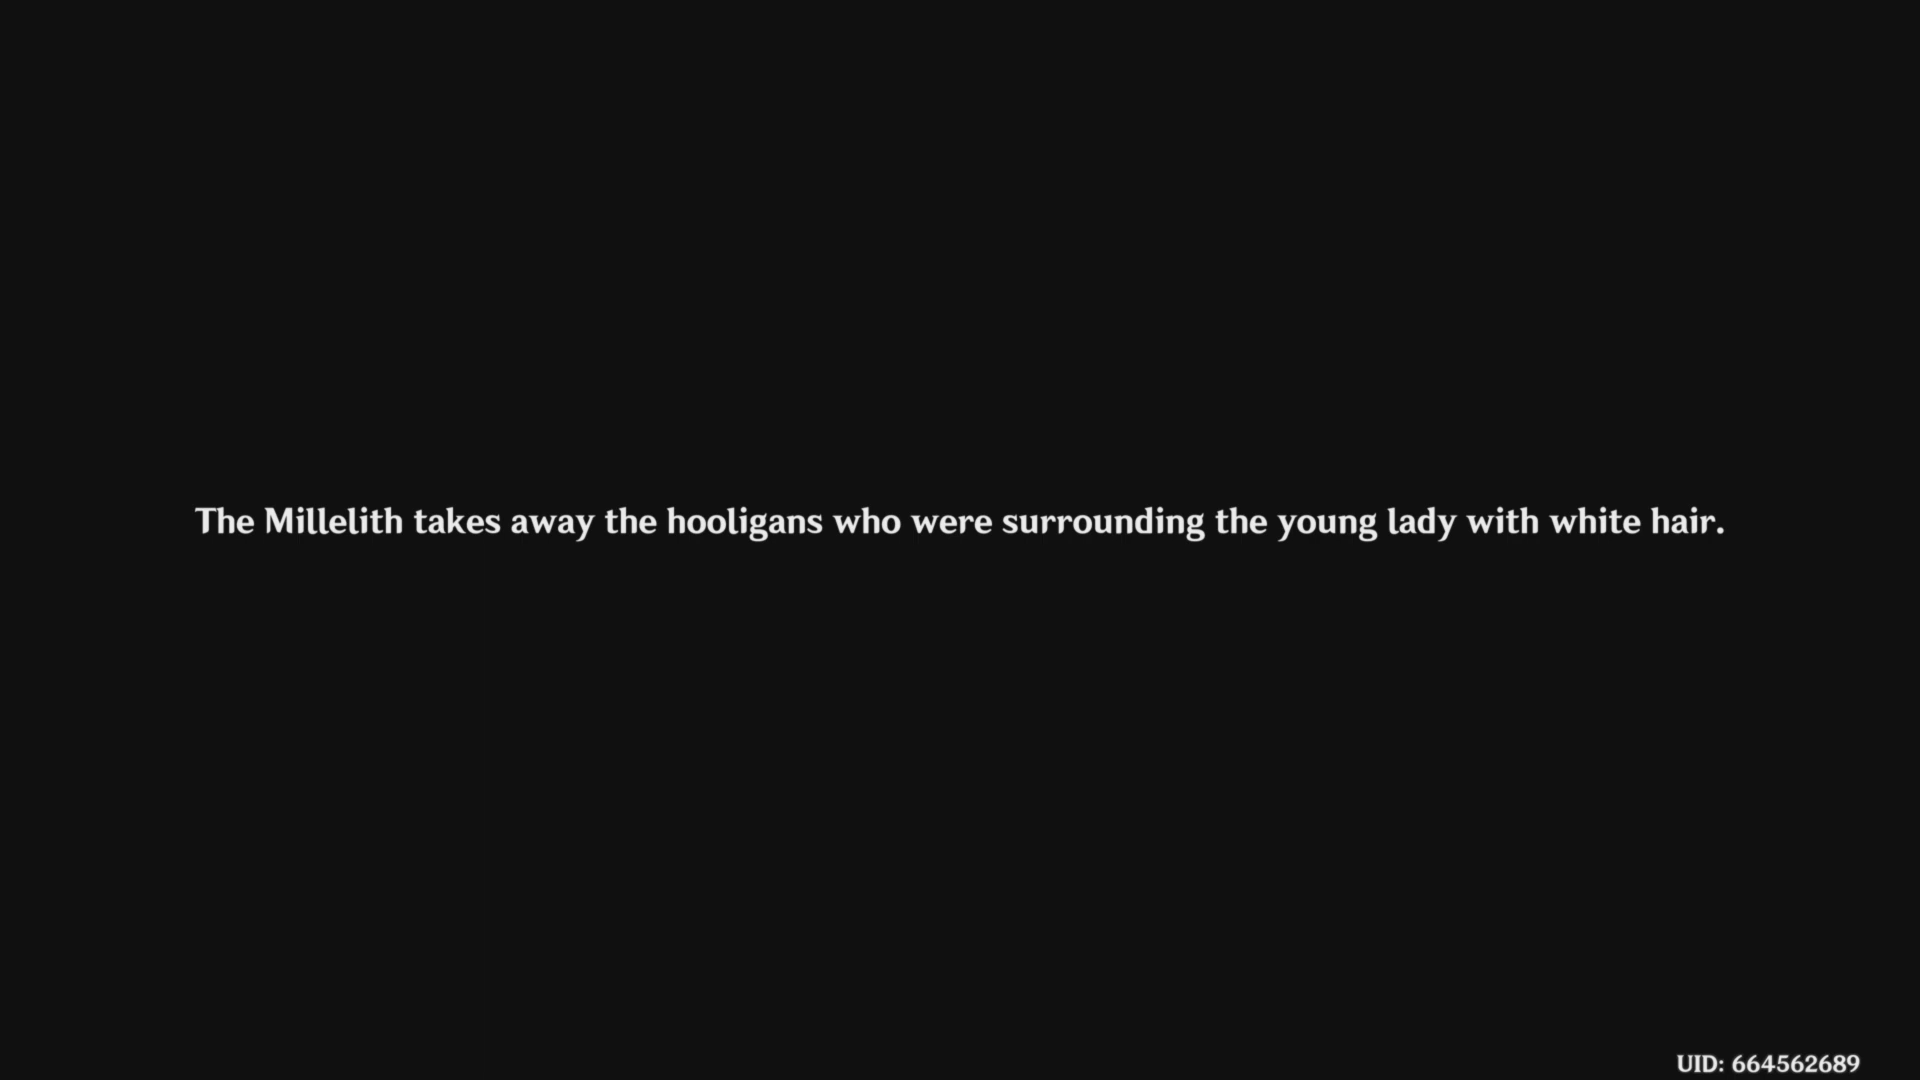 The Millelith takes away the hooligans who were surrounding the young lady with white hair.
UID: 664562689